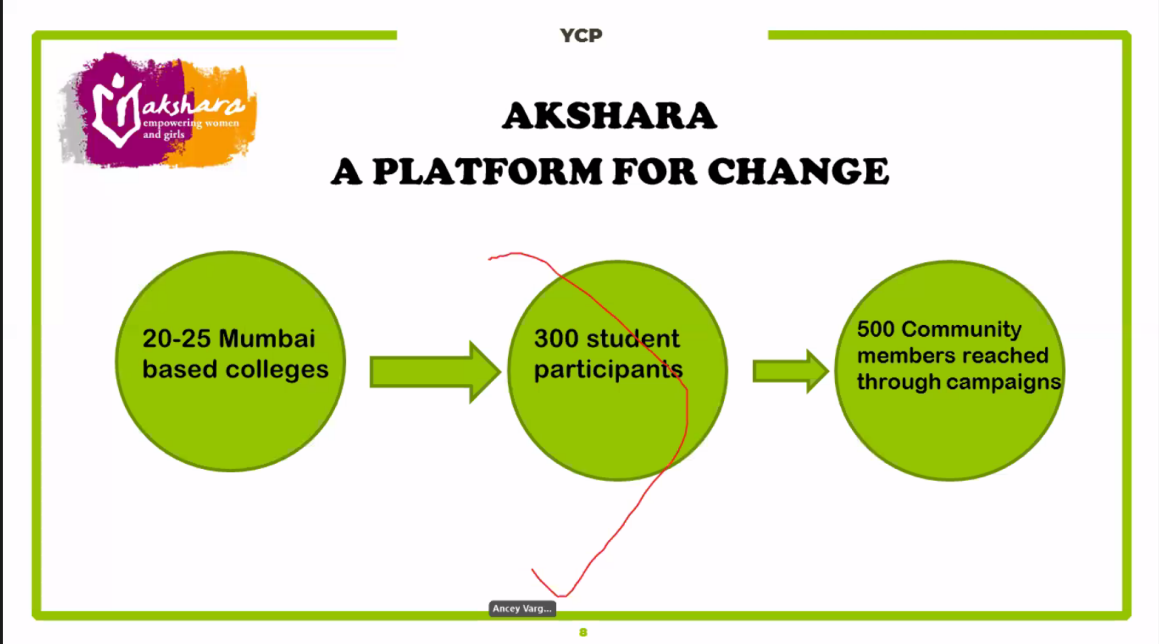 YCP
akshara
empowering women
and girls
AKSHARA
A PLATFORM FOR CHANGE
20-25 Mumbai
based colleges
300 student
participants
500 Community
members reached
through campaigns
Ancey Varg...
8